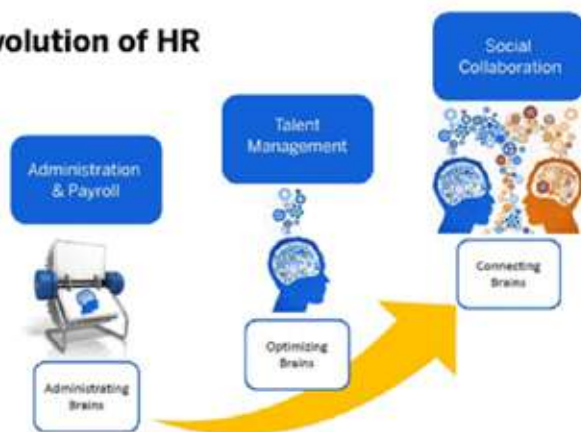 volution of HR
Administration
& Payroll
Administrating
Brains
Talent
Management
Optimizing
Brains
Social
Collaboration
Connecting
Brains